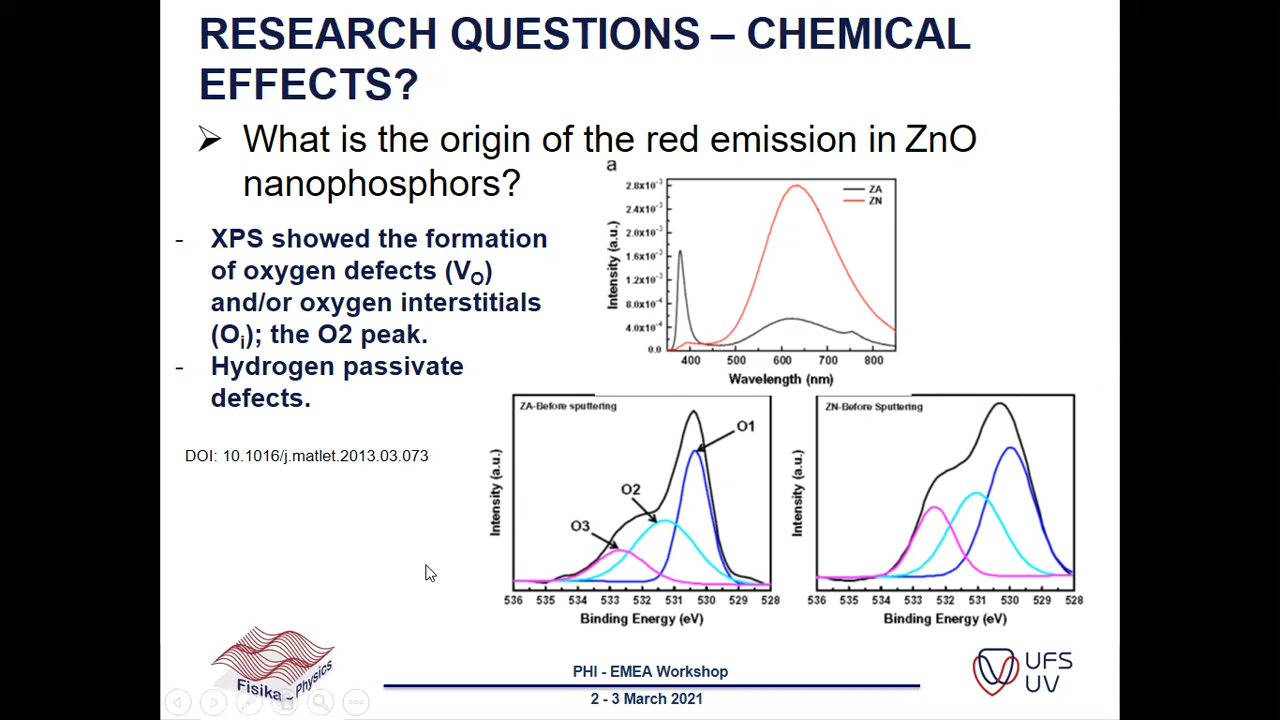 RESEARCH QUESTIONS – CHEMICAL
EFFECTS?
➢ What is the origin of the red emission in ZnO
nanophosphors?
- XPS showed the formation
of oxygen defects (VO)
and/or oxygen interstitials
(Oi); the O2 peak.
- Hydrogen passivate
defects.
DOI: 10.1016/j.matlet.2013.03.073
a
2.8x10-3
2.4x10-3
2.0x10-3
1.6x10-3
1.2x10-3
8.0x10-4
4.0x10-4
0.0
Intensity (a.u.)
ZA
ZN
400 500 600 700 800
Wavelength (nm)
ZA-Before sputtering
O1
O2
O3
Intensity (a.u.)
536 535 534 533 532 531 530 529 528
Binding Energy (eV)
ZN-Before Sputtering
Intensity (a.u.)
536 535 534 533 532 531 530 529 528
Binding Energy (eV)
Fisika - Physics
PHI - EMEA Workshop
2 - 3 March 2021
UFS
UV